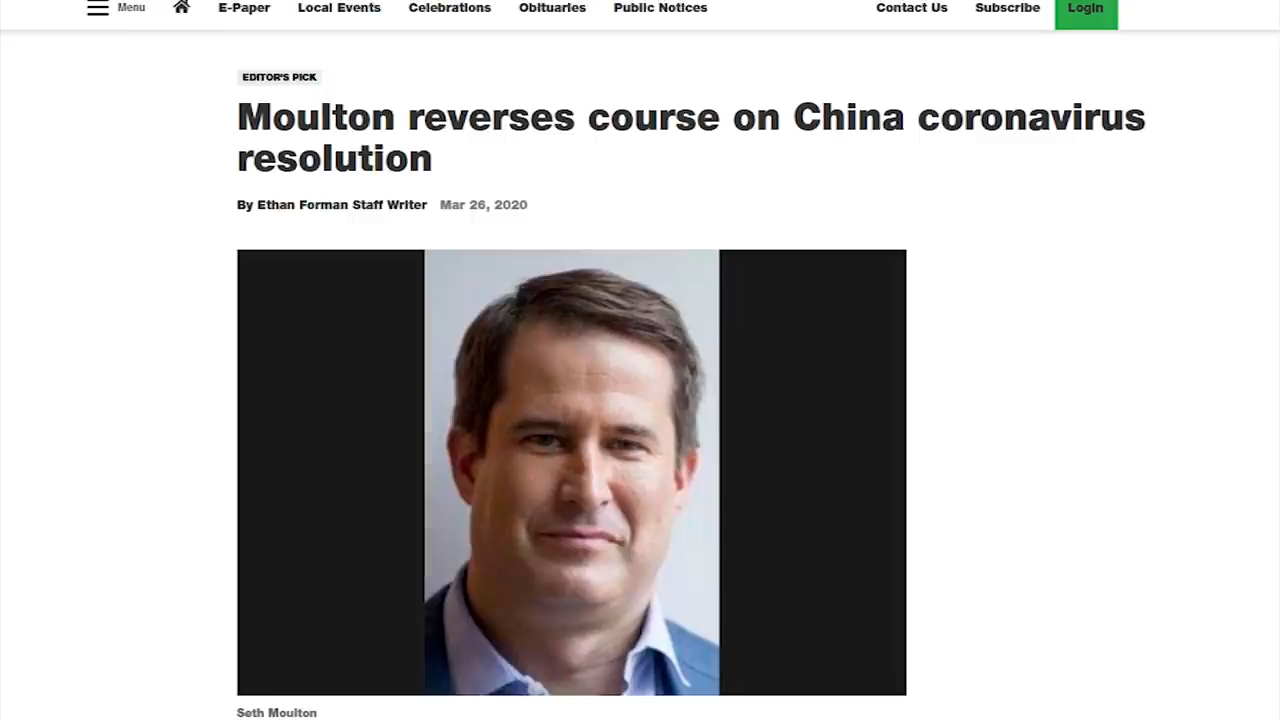 Menu E-Paper Local Events Celebrations Obituaries Public Notices Contact Us Subscribe Login
EDITOR'S PICK
Moulton reverses course on China coronavirus
resolution
By Ethan Forman Staff Writer Mar 26, 2020
Seth Moulton